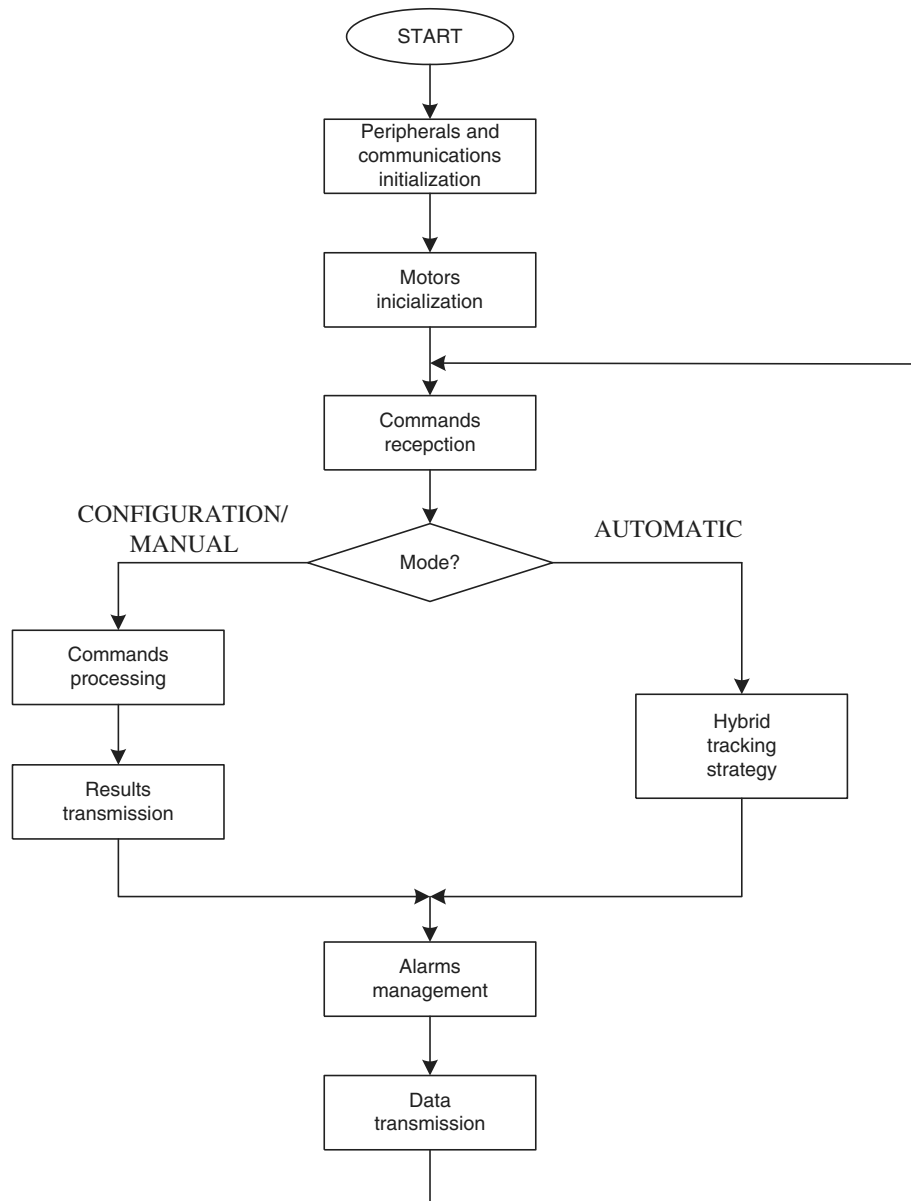 START
Peripherals and
communications
initialization
Motors
inicialization
Commands
recepction
CONFIGURATION/
MANUAL
Mode?
AUTOMATIC
Commands
processing
Results
transmission
Hybrid
tracking
strategy
Alarms
management
Data
transmission